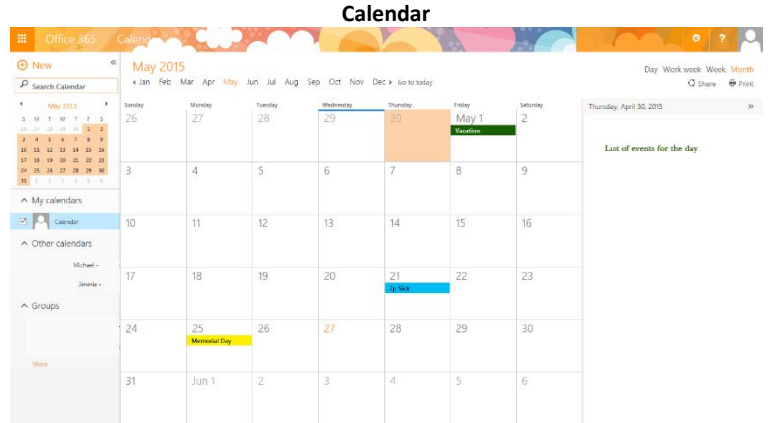 Calendar
Office 365 Calendar
?
New
«
Search Calendar
May 2015
S M T W T F S
26 27 28 29 30 1 2
3 4 5 6 7 8 9
10 11 12 13 14 15 16
17 18 19 20 21 22 23
24 25 26 27 28 29 30
31 1 2 3 4 5 6
My calendars
Calendar
Other calendars
Michael -
Jimmie -
Groups
More
May 2015
Jan Feb Mar Apr May Jun Jul Aug Sep Oct Nov Dec Go to today
Day Work week Week Month
Share Print
Sunday Monday Tuesday Wednesday Thursday Friday Saturday
26 27 28 29 30 May 1 2
Vacation
3 4 5 6 7 8 9
10 11 12 13 14 15 16
17 18 19 20 21 22 23
Sick
24 25 26 27 28 29 30
Memorial Day
31 Jun 1 2 3 4 5 6
Thursday, April 30, 2015 »
List of events for the day